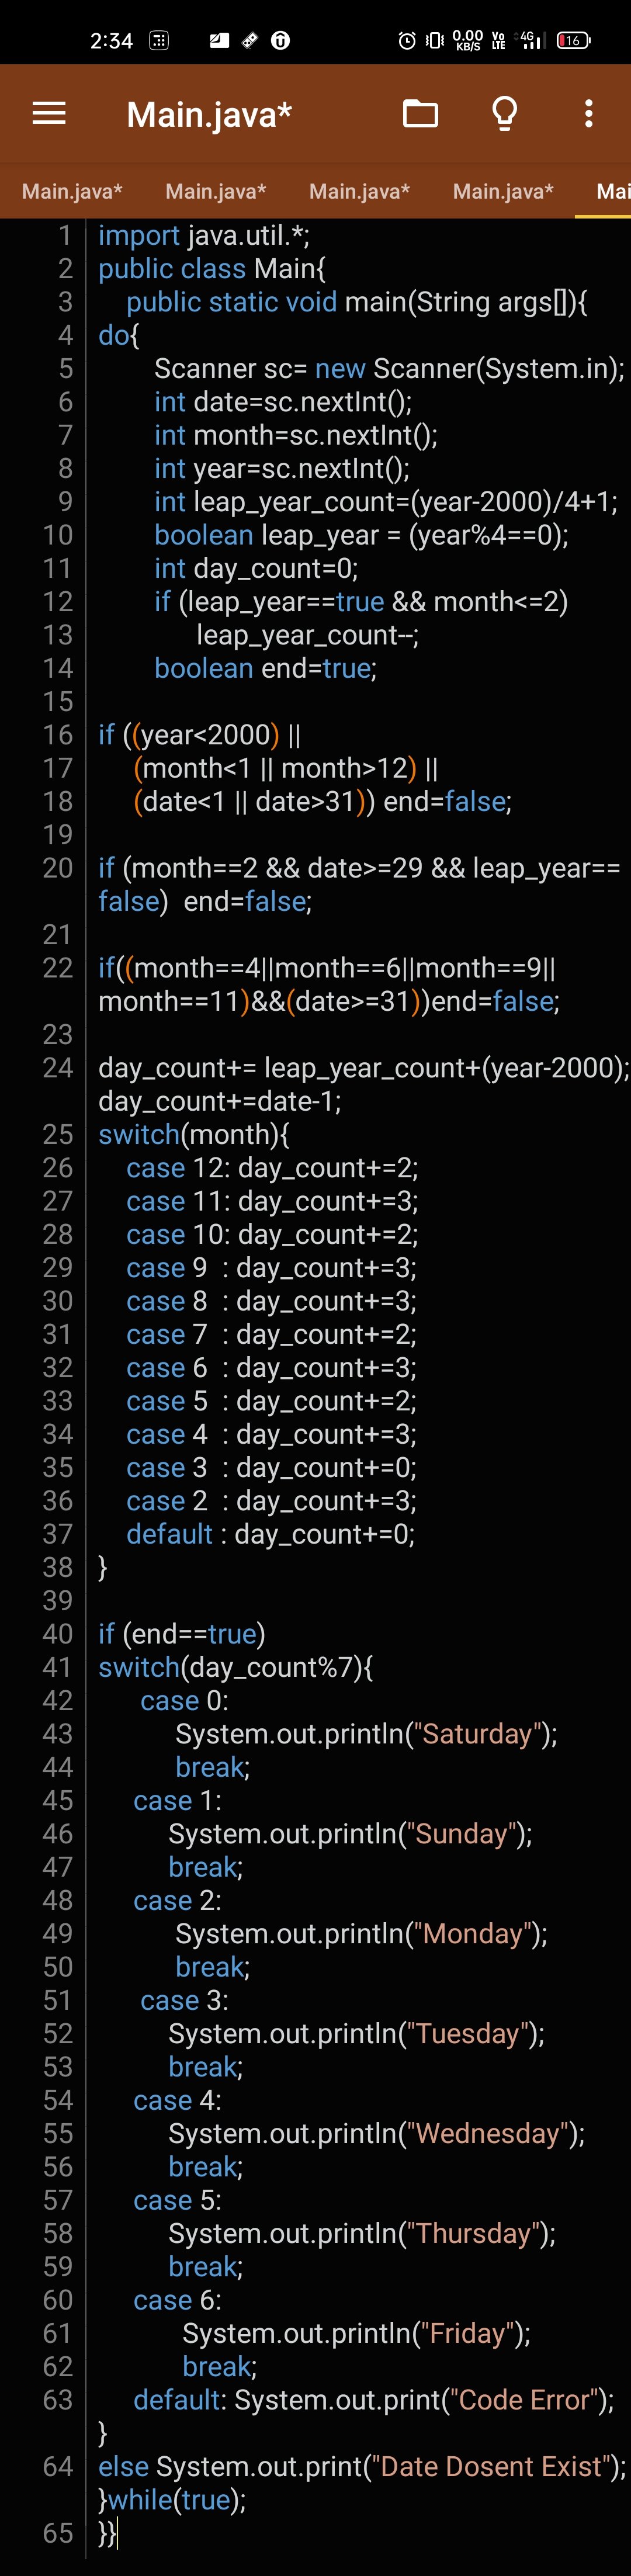 2:34 0.00 KB/S Vo LTE 4G 16
Main.java*
Main.java* Main.java* Main.java* Main.java* Mai
1 import java.util.*;
2 public class Main{
3 public static void main(String args[]){
4 do{
5 Scanner sc= new Scanner(System.in);
6 int date=sc.nextInt();
7 int month=sc.nextInt();
8 int year=sc.nextInt();
9 int leap_year_count=(year-2000)/4+1;
10 boolean leap_year = (year%4==0);
11 int day_count=0;
12 if (leap_year==true && month<=2)
13 leap_year_count--;
14 boolean end=true;
15
16 if ((year<2000) ||
17 (month<1 || month>12) ||
18 (date<1 || date>31)) end=false;
19
20 if (month==2 && date>=29 && leap_year==
false) end=false;
21
22 if((month==4||month==6||month==9||
month==11)&&(date>=31))end=false;
23
24 day_count+= leap_year_count+(year-2000);
day_count+=date-1;
25 switch(month){
26 case 12: day_count+=2;
27 case 11: day_count+=3;
28 case 10: day_count+=2;
29 case 9 : day_count+=3;
30 case 8 : day_count+=3;
31 case 7 : day_count+=2;
32 case 6 : day_count+=3;
33 case 5 : day_count+=2;
34 case 4 : day_count+=3;
35 case 3 : day_count+=0;
36 case 2 : day_count+=3;
37 default : day_count+=0;
38 }
39
40 if (end==true)
41 switch(day_count%7){
42 case 0:
43 System.out.println("Saturday");
44 break;
45 case 1:
46 System.out.println("Sunday");
47 break;
48 case 2:
49 System.out.println("Monday");
50 break;
51 case 3:
52 System.out.println("Tuesday");
53 break;
54 case 4:
55 System.out.println("Wednesday");
56 break;
57 case 5:
58 System.out.println("Thursday");
59 break;
60 case 6:
61 System.out.println("Friday");
62 break;
63 default: System.out.print("Code Error");
}
64 else System.out.print("Date Dosent Exist");
}while(true);
65 }}